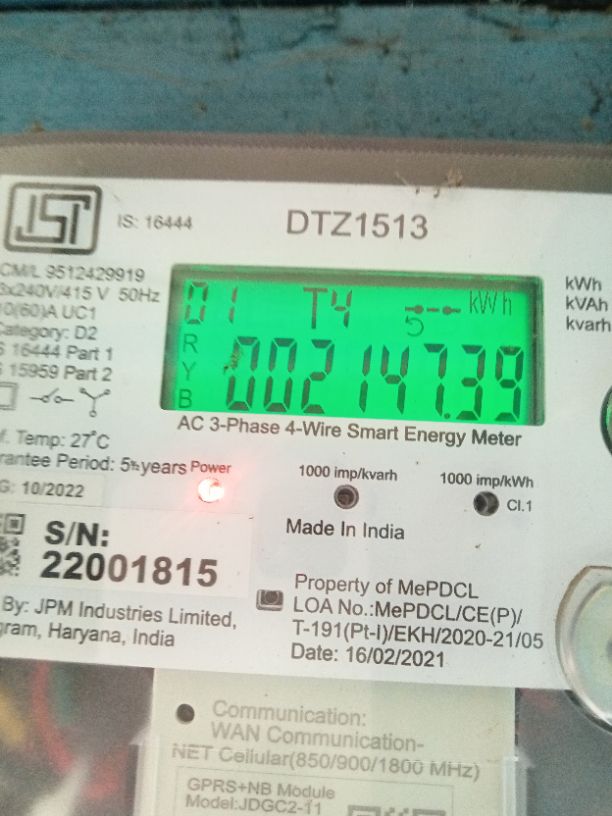 IS: 16444
DTZ1513
CM/L 9512429919
3x240V/415 V 50Hz
10(60)A UC1
Category: D2
16444 Part 1
15959 Part 2
Temp: 27°C
Period: 5½ years
10/2022
01 T4 kWh
R
Y
B
002147.39
kWh
kVAh
kvarh
AC 3-Phase 4-Wire Smart Energy Meter
Power
1000 imp/kvarh
1000 imp/kWh
Cl.1
Made In India
S/N:
22001815
By: JPM Industries Limited,
Haryana, India
Property of MePDCL
LOA No.:MePDCL/CE(P)/
T-191(Pt-I)/EKH/2020-21/05
Date: 16/02/2021
Communication:
WAN Communication-
NET Cellular(850/900/1800 MHz)
GPRS+NB Module
Model:JDGC2-11